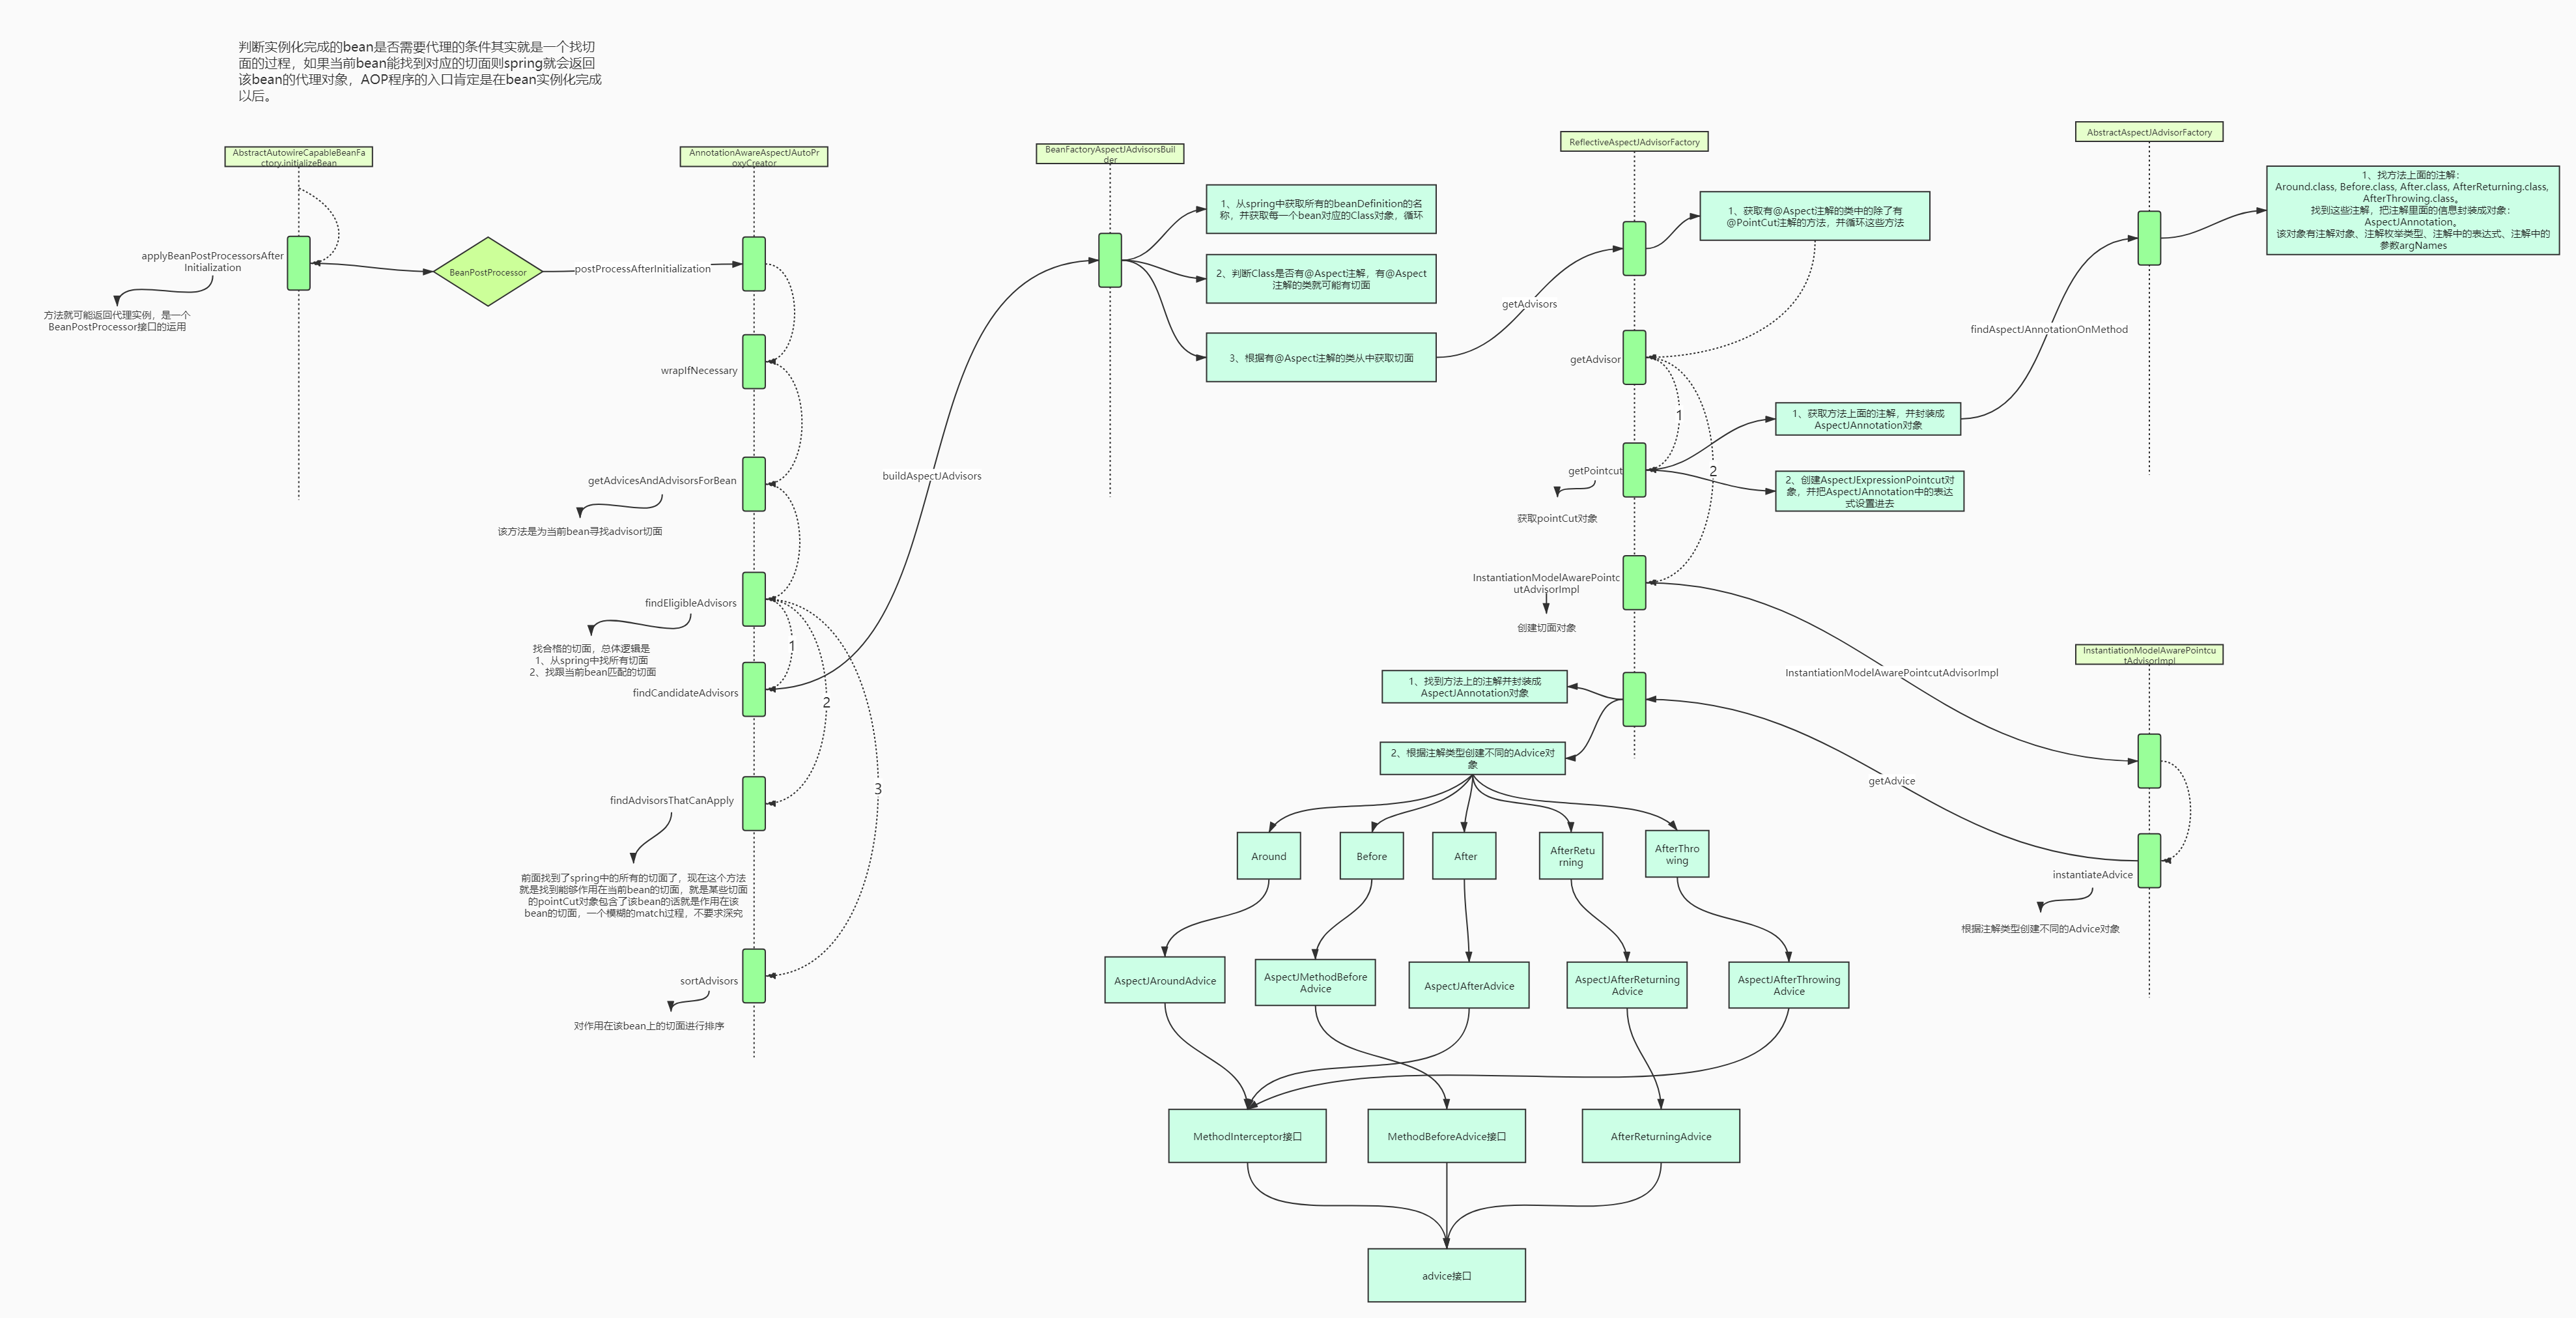 判断实例化完成的bean是否需要代理的条件其实就是一个找切
面的过程，如果当前bean能找到对应的切面则spring就会返回
该bean的代理对象，AOP程序的入口肯定是在bean实例化完成
以后。
AbstractAutowireCapableBeanFa
ctory.initializeBean
applyBeanPostProcessorsAfter
Initialization
方法就可能返回代理实例，是一个
BeanPostProcessor接口的运用
BeanPostProcessor
postProcessAfterInitialization
AnnotationAwareAspectJAutoPr
oxyCreator
wrapIfNecessary
getAdvicesAndAdvisorsForBean
该方法是为当前bean寻找advisor切面
findEligibleAdvisors
找合格的切面，总体逻辑是
1、从spring中找所有切面
2、找跟当前bean匹配的切面
1
findCandidateAdvisors
2
findAdvisorsThatCanApply
3
前面找到了spring中的所有的切面了，现在这个方法
就是找到能够作用在当前bean的切面，就是某些切面
的pointCut对象包含了该bean的话就是作用在该
bean的切面，一个模糊的match过程，不要求深究
sortAdvisors
对作用在该bean上的切面进行排序
buildAspectJAdvisors
BeanFactoryAspectJAdvisorsBuil
der
1、从spring中获取所有的beanDefinition的名
称，并获取每一个bean对应的Class对象，循环
2、判断Class是否有@Aspect注解，有@Aspect
注解的类就可能有切面
3、根据有@Aspect注解的类从中获取切面
getAdvisors
ReflectiveAspectJAdvisorFactory
1、获取有@Aspect注解的类中的除了有
@PointCut注解的方法，并循环这些方法
getAdvisor
1
2
getPointcut
获取pointCut对象
1、获取方法上面的注解，并封装成
AspectJAnnotation对象
2、创建AspectJExpressionPointcut对
象，并把AspectJAnnotation中的表达
式设置进去
findAspectJAnnotationOnMethod
AbstractAspectJAdvisorFactory
1、找方法上面的注解：
Around.class, Before.class, After.class, AfterReturning.class,
AfterThrowing.class。
找到这些注解，把注解里面的信息封装成对象：
AspectJAnnotation。
该对象有注解对象、注解枚举类型、注解中的表达式、注解中的
参数argNames
InstantiationModelAwarePointc
utAdvisorImpl
创建切面对象
InstantiationModelAwarePointcutAdvisorImpl
InstantiationModelAwarePointcu
tAdvisorImpl
getAdvice
instantiateAdvice
根据注解类型创建不同的Advice对象
1、找到方法上的注解并封装成
AspectJAnnotation对象
2、根据注解类型创建不同的Advice对
象
Around
Before
After
AfterRetu
rning
AfterThro
wing
AspectJAroundAdvice
AspectJMethodBefore
Advice
AspectJAfterAdvice
AspectJAfterReturning
Advice
AspectJAfterThrowing
Advice
MethodInterceptor接口
MethodBeforeAdvice接口
AfterReturningAdvice
advice接口